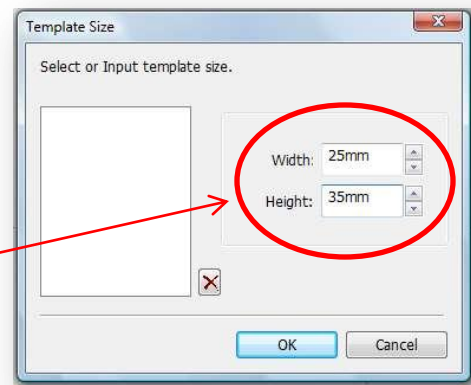 Template Size
Select or Input template size.
Width: 25mm
Height: 35mm
OK Cancel